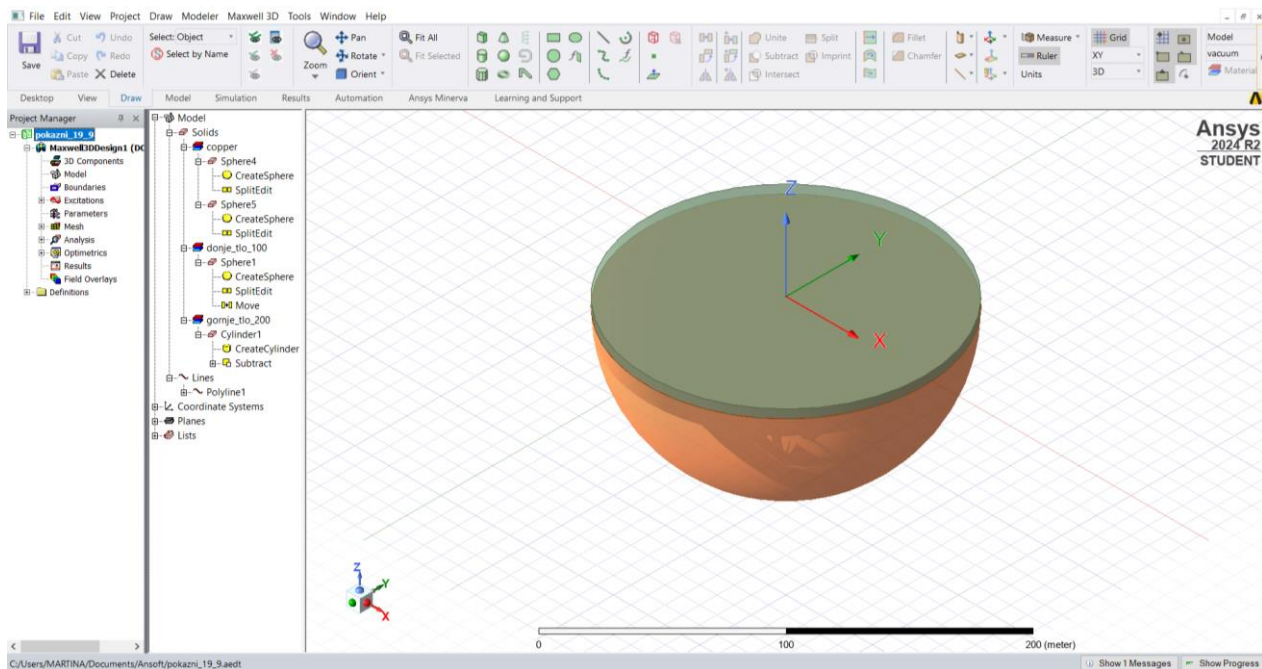 File Edit View Project Draw Modeler Maxwell 3D Tools Window Help
Save
Cut Undo
Copy Redo
Paste Delete
Select: Object
Select by Name
Zoom
Pan
Rotate
Orient
Fit All
Fit Selected
Unite Split
Subtract Imprint
Intersect
Fillet
Chamfer
Measure
Ruler
Units
Grid
XY
3D
Model
vacuum
Material
Desktop View Draw Model Simulation Results Automation Ansys Minerva Learning and Support
Project Manager
pokazni_19_9
Maxwell3DDesign1 (DC
3D Components
Model
Boundaries
Excitations
Parameters
Mesh
Analysis
Optimetrics
Results
Field Overlays
Definitions
Model
Solids
copper
Sphere4
CreateSphere
SplitEdit
Sphere5
CreateSphere
SplitEdit
donje_tlo_100
Sphere1
CreateSphere
SplitEdit
Move
gornje_tlo_200
Cylinder1
CreateCylinder
Subtract
Lines
Polyline1
Coordinate Systems
Planes
Lists
Ansys
2024 R2
STUDENT
Z
Y
X
Z
Y
X
0 100 200 (meter)
C:/Users/MARTINA/Documents/Ansoft/pokazni_19_9.aedt
Show 1 Messages Show Progress